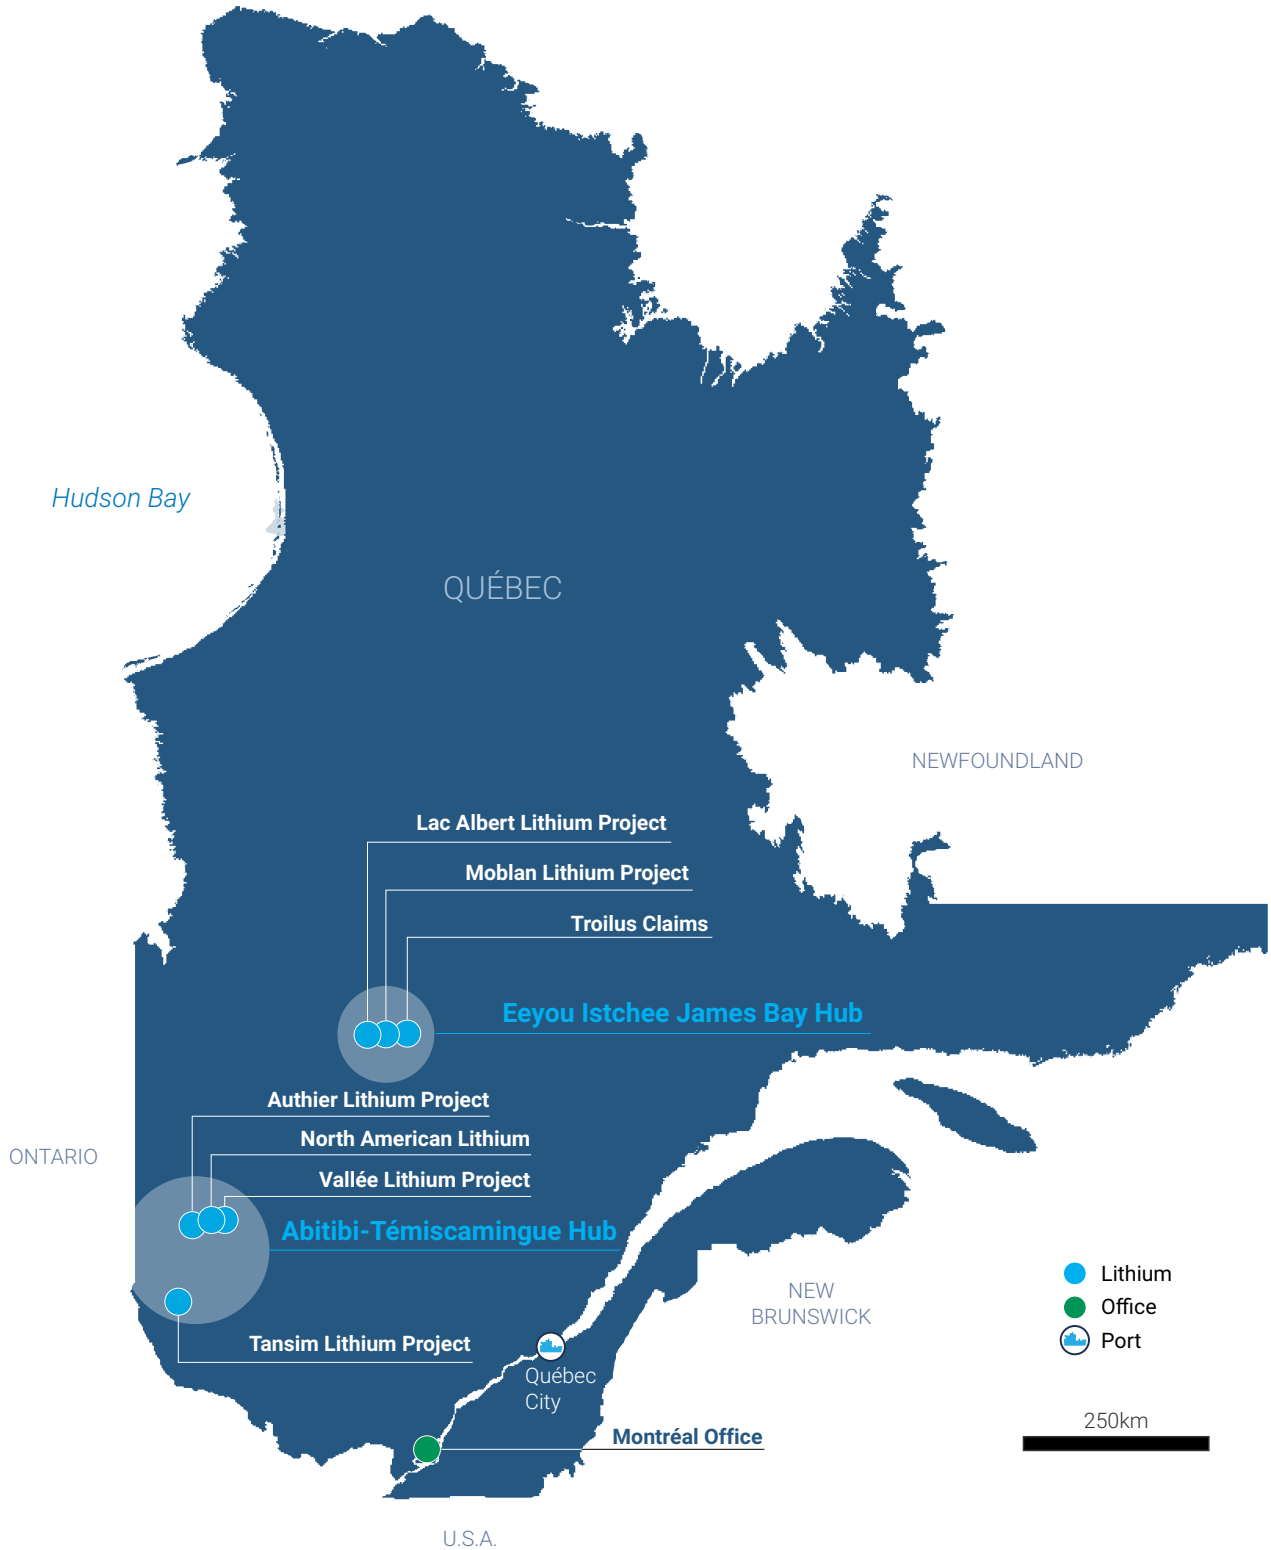 Hudson Bay
QUÉBEC
NEWFOUNDLAND
Lac Albert Lithium Project
Moblan Lithium Project
Troilus Claims
Eeyou Istchee James Bay Hub
Authier Lithium Project
North American Lithium
ONTARIO
Vallée Lithium Project
Abitibi-Témiscamingue Hub
Lithium
NEW
BRUNSWICK
Office
Port
Tansim Lithium Project
Québec
City
250km
Montréal Office
U.S.A.